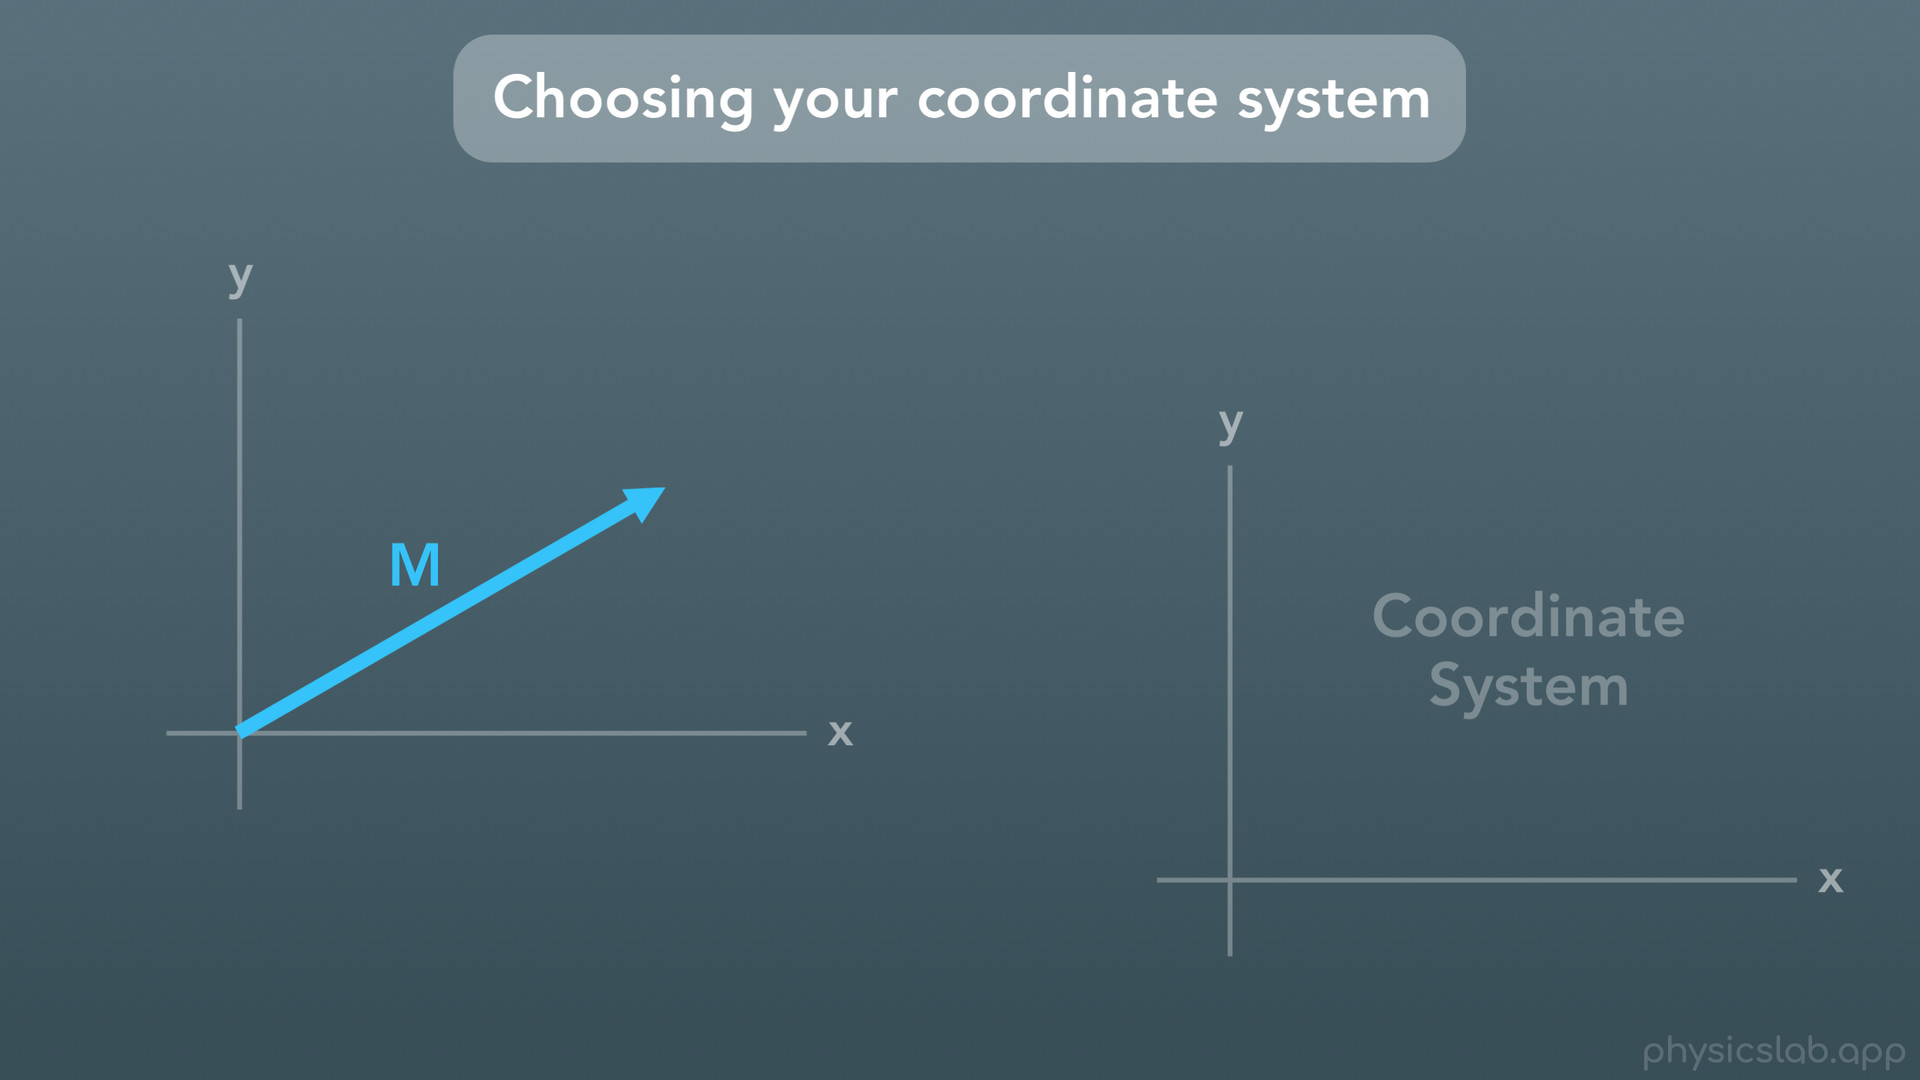 Choosing your coordinate system
y
M
x
y
Coordinate
System
x
physicslab.app